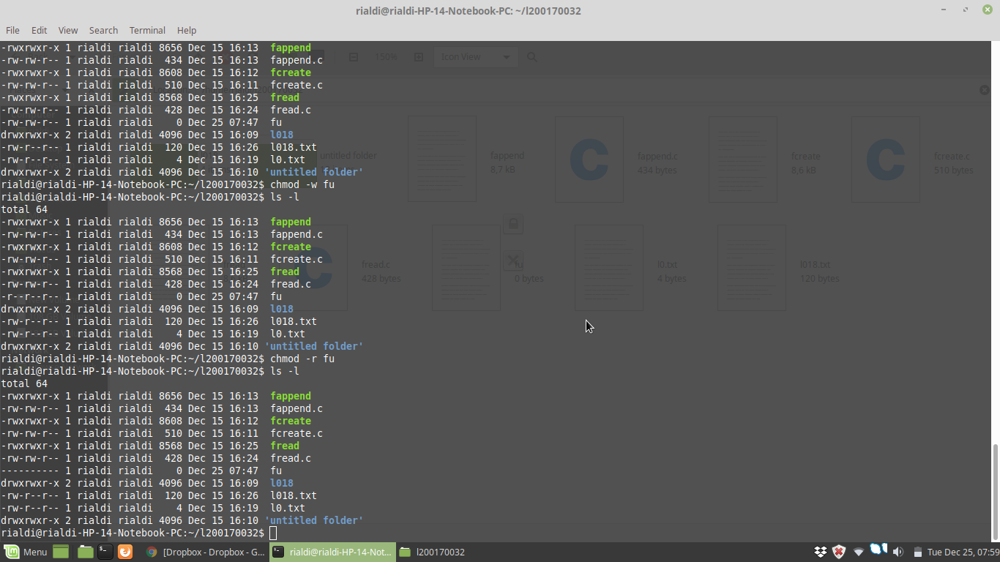 rialdi@rialdi-HP-14-Notebook-PC: ~/l200170032
File Edit View Search Terminal Help
-rwxrwxr-x 1 rialdi rialdi 8656 Dec 15 16:13 fappend
-rw-rw-r-- 1 rialdi rialdi 434 Dec 15 16:13 fappend.c
-rwxrwxr-x 1 rialdi rialdi 8608 Dec 15 16:12 fcreate
-rw-rw-r-- 1 rialdi rialdi 510 Dec 15 16:11 fcreate.c
-rwxrwxr-x 1 rialdi rialdi 8568 Dec 15 16:25 fread
-rw-rw-r-- 1 rialdi rialdi 428 Dec 15 16:24 fread.c
-rw-rw-r-- 1 rialdi rialdi 0 Dec 25 07:47 fu
drwxrwxr-x 2 rialdi rialdi 4096 Dec 15 16:09 l018
-rw-r--r-- 1 rialdi rialdi 120 Dec 15 16:26 l018.txt
-rw-r--r-- 1 rialdi rialdi 4 Dec 15 16:19 l0.txt
drwxrwxr-x 2 rialdi rialdi 4096 Dec 15 16:10 'untitled folder'
rialdi@rialdi-HP-14-Notebook-PC:~/l200170032$ chmod -w fu
rialdi@rialdi-HP-14-Notebook-PC:~/l200170032$ ls -l
total 64
-rwxrwxr-x 1 rialdi rialdi 8656 Dec 15 16:13 fappend
-rw-rw-r-- 1 rialdi rialdi 434 Dec 15 16:13 fappend.c
-rwxrwxr-x 1 rialdi rialdi 8608 Dec 15 16:12 fcreate
-rw-rw-r-- 1 rialdi rialdi 510 Dec 15 16:11 fcreate.c
-rwxrwxr-x 1 rialdi rialdi 8568 Dec 15 16:25 fread
-rw-rw-r-- 1 rialdi rialdi 428 Dec 15 16:24 fread.c
-r--r--r-- 1 rialdi rialdi 0 Dec 25 07:47 fu
drwxrwxr-x 2 rialdi rialdi 4096 Dec 15 16:09 l018
-rw-r--r-- 1 rialdi rialdi 120 Dec 15 16:26 l018.txt
-rw-r--r-- 1 rialdi rialdi 4 Dec 15 16:19 l0.txt
drwxrwxr-x 2 rialdi rialdi 4096 Dec 15 16:10 'untitled folder'
rialdi@rialdi-HP-14-Notebook-PC:~/l200170032$ chmod -r fu
rialdi@rialdi-HP-14-Notebook-PC:~/l200170032$ ls -l
total 64
-rwxrwxr-x 1 rialdi rialdi 8656 Dec 15 16:13 fappend
-rw-rw-r-- 1 rialdi rialdi 434 Dec 15 16:13 fappend.c
-rwxrwxr-x 1 rialdi rialdi 8608 Dec 15 16:12 fcreate
-rw-rw-r-- 1 rialdi rialdi 510 Dec 15 16:11 fcreate.c
-rwxrwxr-x 1 rialdi rialdi 8568 Dec 15 16:25 fread
-rw-rw-r-- 1 rialdi rialdi 428 Dec 15 16:24 fread.c
---------- 1 rialdi rialdi 0 Dec 25 07:47 fu
drwxrwxr-x 2 rialdi rialdi 4096 Dec 15 16:09 l018
-rw-r--r-- 1 rialdi rialdi 120 Dec 15 16:26 l018.txt
-rw-r--r-- 1 rialdi rialdi 4 Dec 15 16:19 l0.txt
drwxrwxr-x 2 rialdi rialdi 4096 Dec 15 16:10 'untitled folder'
rialdi@rialdi-HP-14-Notebook-PC:~/l200170032$
150% Icon View
untitled folder
fappend
8,7 kB
fappend.c
434 bytes
fcreate
8,6 kB
fcreate.c
510 bytes
fread.c
428 bytes
fu
0 bytes
l0.txt
4 bytes
l018.txt
120 bytes
Menu [Dropbox - Dropbox - G... rialdi@rialdi-HP-14-Not... l200170032 Tue Dec 25, 07:59